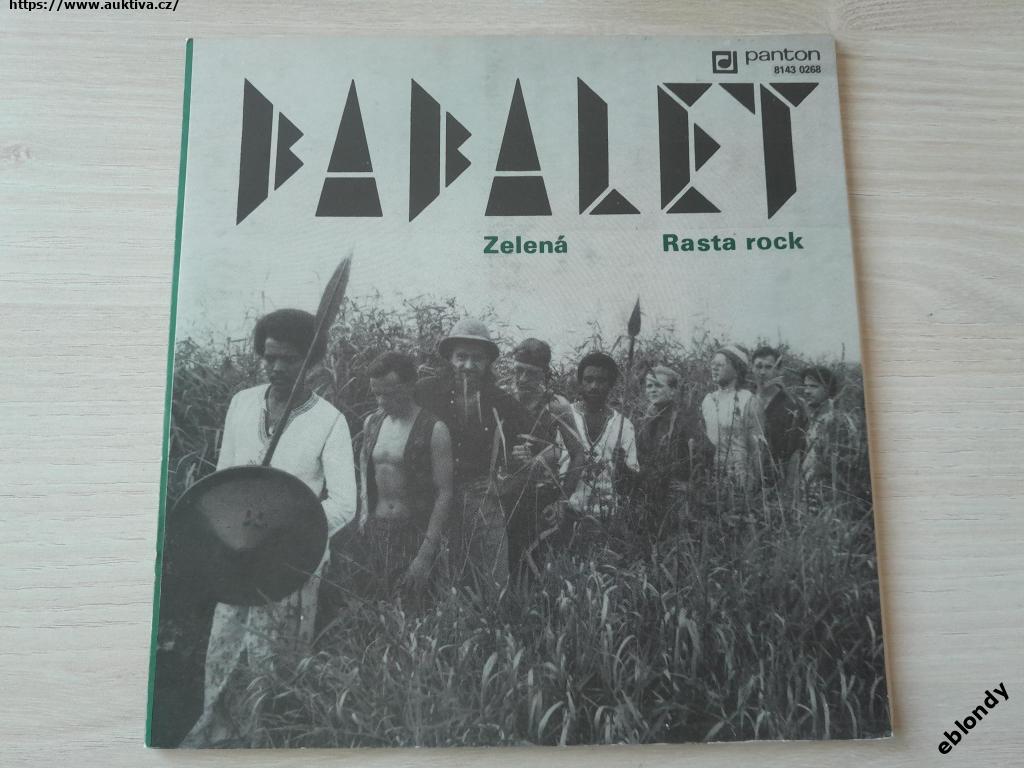 https://www.auktiva.cz/
panton
8143 0268
BABALET
Zelená Rasta rock
eblondy